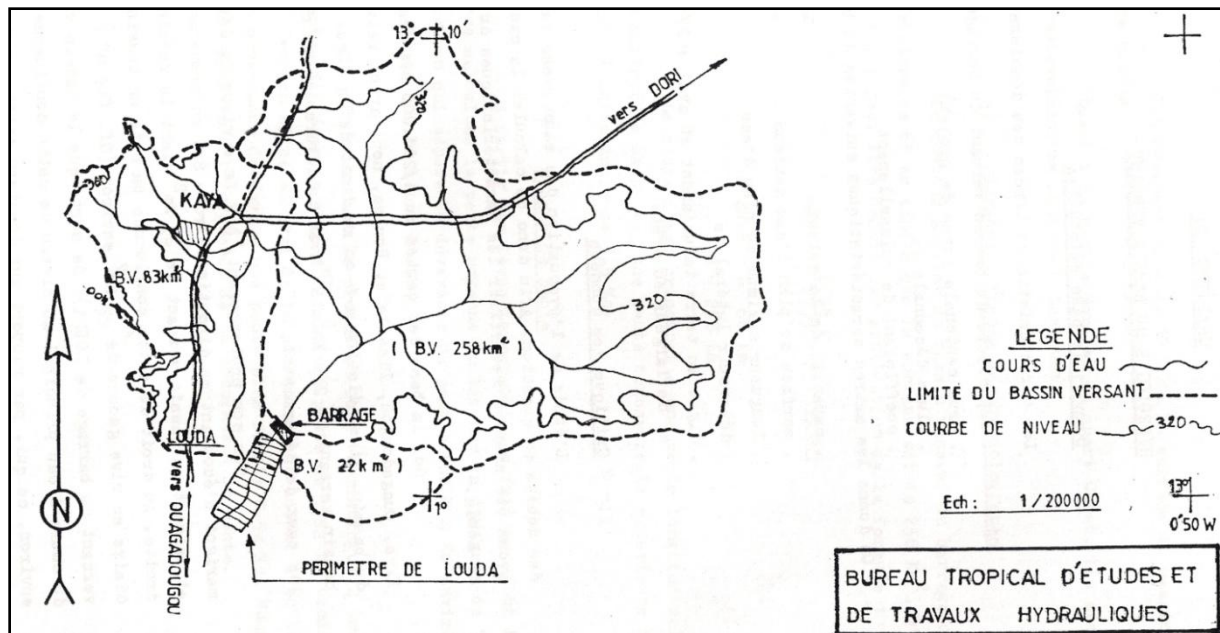 13° 10'
320
vers DORI
360
KAYA
B.V. 83km²
400
320
( B.V. 258km² )
BARRAGE
LOUDA
B.V. 22km² )
vers OUAGADOUGOU
1°
PERIMETRE DE LOUDA
N
LEGENDE
COURS D'EAU
LIMITE DU BASSIN VERSANT
COURBE DE NIVEAU 320
Ech: 1/200000
13°
0°50 W
BUREAU TROPICAL D'ETUDES ET
DE TRAVAUX HYDRAULIQUES